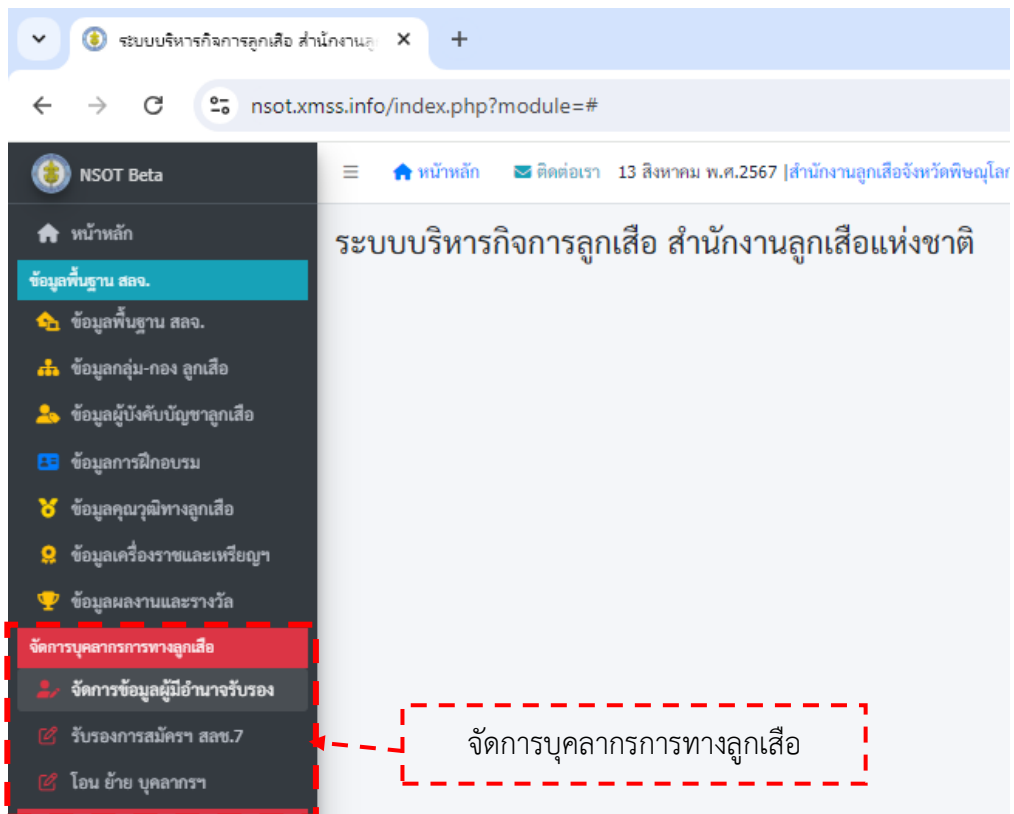 ระบบบริหารกิจการลูกเสือ สำนักงานลูก
nsot.xmss.info/index.php?module=#
NSOT Beta
หน้าหลัก ติดต่อเรา 13 สิงหาคม พ.ศ.2567 |สำนักงานลูกเสือจังหวัดพิษณุโลก
หน้าหลัก
ระบบบริหารกิจการลูกเสือ สำนักงานลูกเสือแห่งชาติ
ข้อมูลพื้นฐาน สลจ.
ข้อมูลพื้นฐาน สลจ.
ข้อมูลกลุ่ม-กอง ลูกเสือ
ข้อมูลผู้บังคับบัญชาลูกเสือ
ข้อมูลการฝึกอบรม
ข้อมูลคุณวุฒิทางลูกเสือ
ข้อมูลเครื่องราชและเหรียญฯ
ข้อมูลผลงานและรางวัล
จัดการบุคลากรการทางลูกเสือ
จัดการข้อมูลผู้มีอำนาจรับรอง
รับรองการสมัครฯ สลช.7
จัดการบุคลากรการทางลูกเสือ
โอน ย้าย บุคลากรฯ